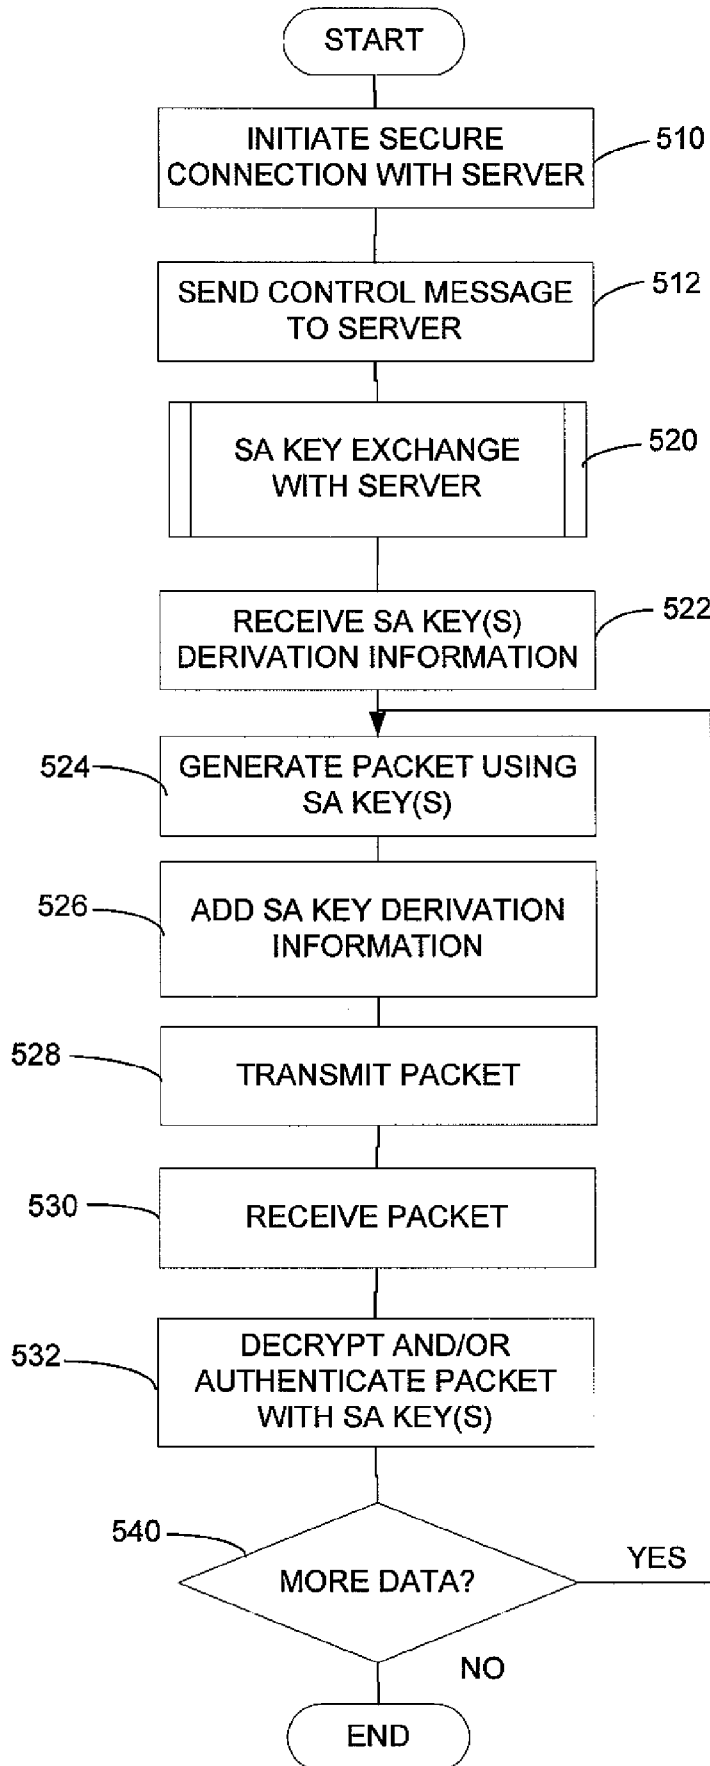 START
INITIATE SECURE
CONNECTION WITH SERVER
510
SEND CONTROL MESSAGE
TO SERVER
512
SA KEY EXCHANGE
WITH SERVER
520
RECEIVE SA KEY(S)
DERIVATION INFORMATION
522
524
GENERATE PACKET USING
SA KEY(S)
526
ADD SA KEY DERIVATION
INFORMATION
528
TRANSMIT PACKET
530
RECEIVE PACKET
532
DECRYPT AND/OR
AUTHENTICATE PACKET
WITH SA KEY(S)
540
MORE DATA?
YES
NO
END